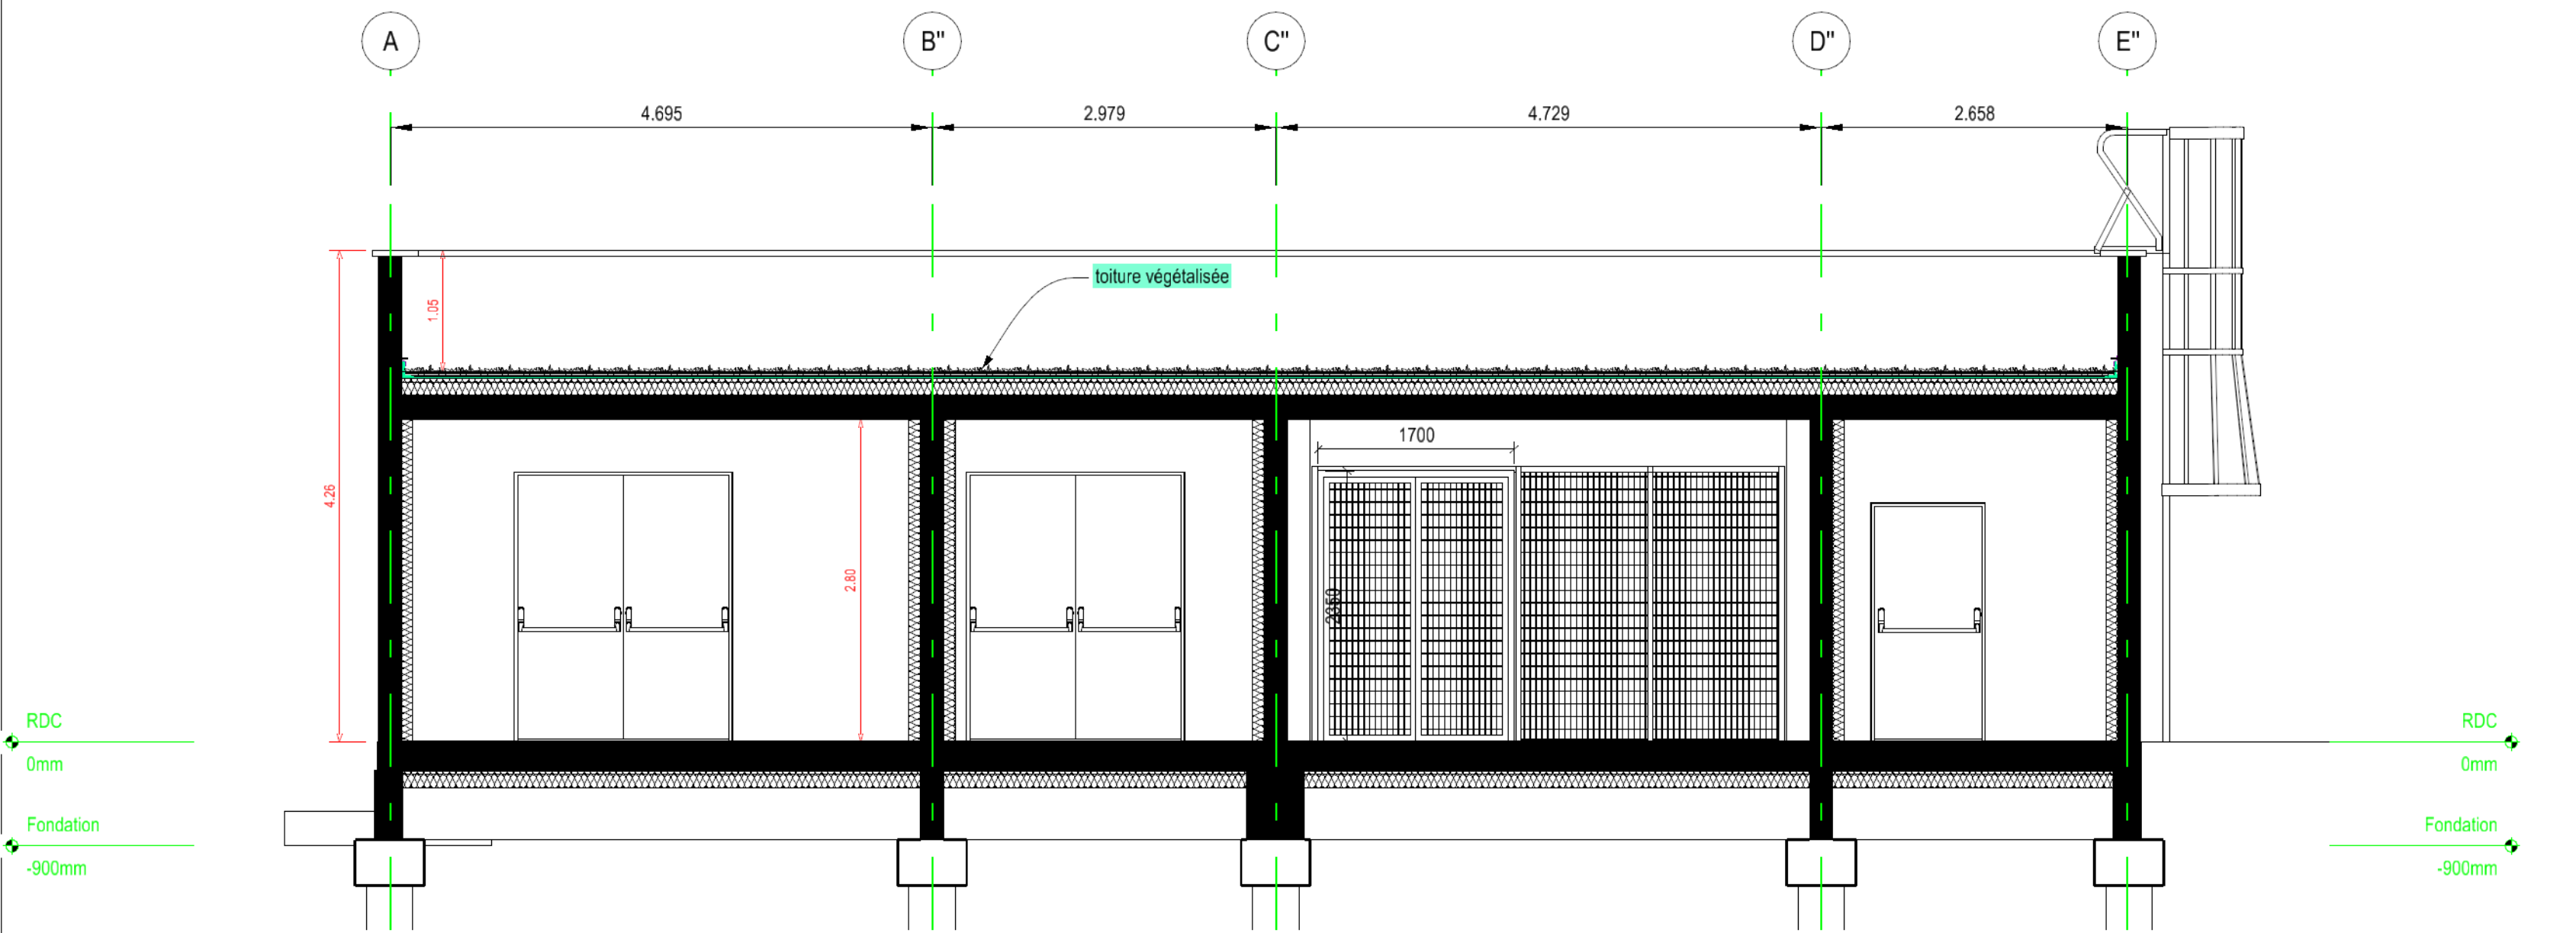 A
B"
C"
D"
E"
4.695
2.979
4.729
2.658
toiture végétalisée
1.05
4.26
2.80
1700
2350
RDC
0mm
Fondation
-900mm
RDC
0mm
Fondation
-900mm